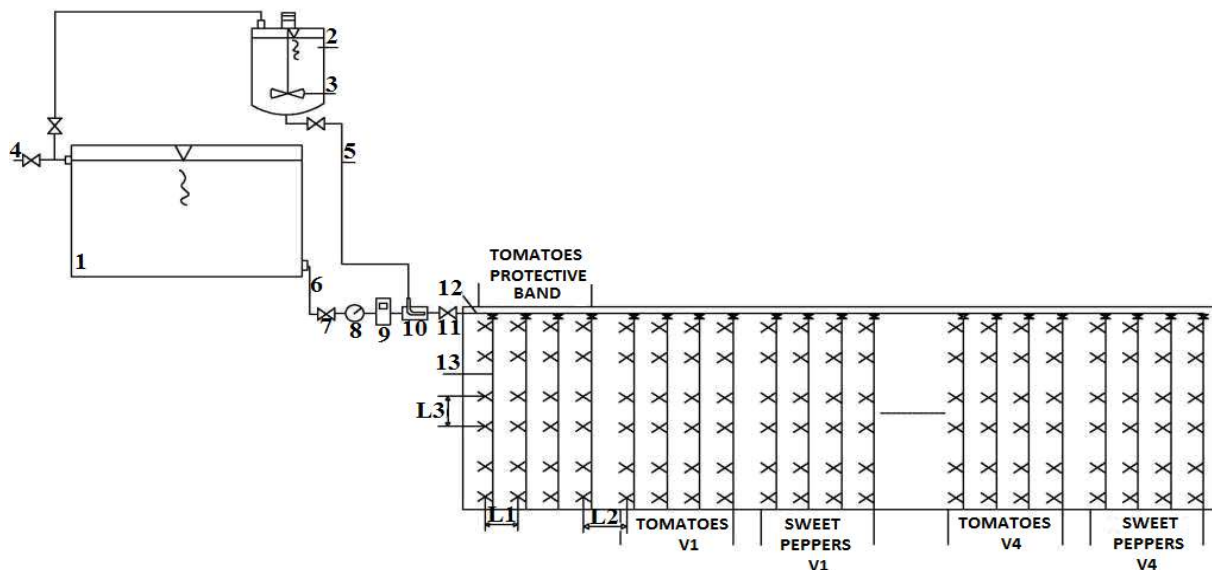 2
3
4
5
1
6
7
8
9
10
11
12
TOMATOES
PROTECTIVE
BAND
13
L3
L1
L2
TOMATOES
V1
SWEET
PEPPERS
V1
TOMATOES
V4
SWEET
PEPPERS
V4